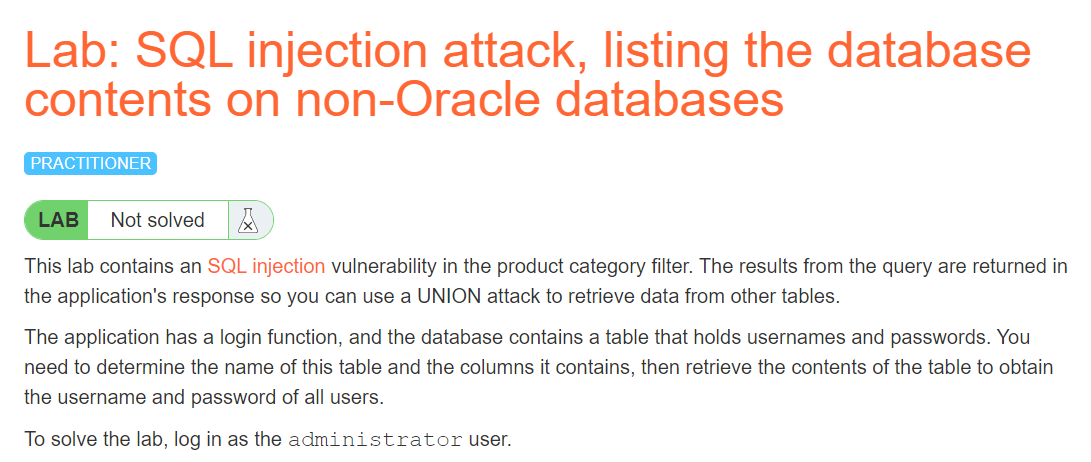 Lab: SQL injection attack, listing the database
contents on non-Oracle databases
PRACTITIONER
LAB Not solved
This lab contains an SQL injection vulnerability in the product category filter. The results from the query are returned in
the application's response so you can use a UNION attack to retrieve data from other tables.
The application has a login function, and the database contains a table that holds usernames and passwords. You
need to determine the name of this table and the columns it contains, then retrieve the contents of the table to obtain
the username and password of all users.
To solve the lab, log in as the administrator user.